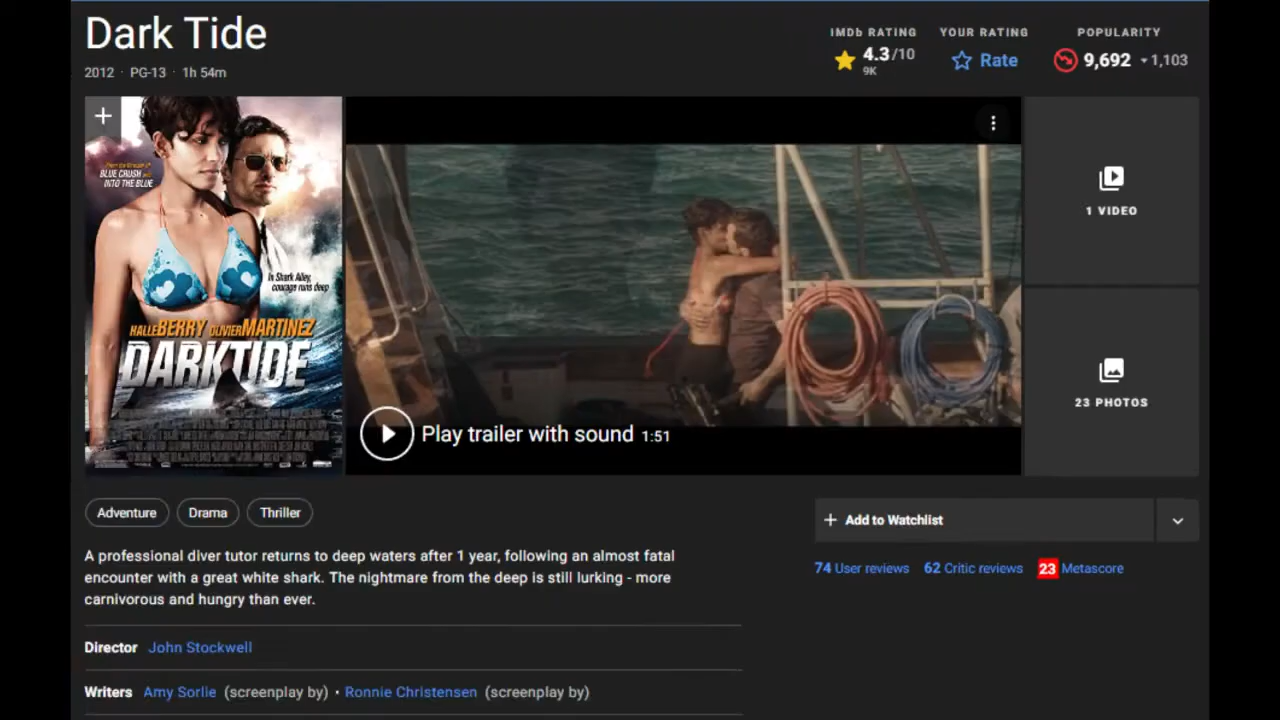 Dark Tide
2012 · PG-13 · 1h 54m
IMDb RATING
4.3/10
9K
YOUR RATING
Rate
POPULARITY
9,692
1,103
BLUE CRUSH
INTO THE BLUE
In Shark Alley,
courage runs deep
HALLE BERRY OLIVIER MARTINEZ
DARK TIDE
Play trailer with sound 1:51
1 VIDEO
23 PHOTOS
Adventure
Drama
Thriller
A professional diver tutor returns to deep waters after 1 year, following an almost fatal
encounter with a great white shark. The nightmare from the deep is still lurking - more
carnivorous and hungry than ever.
Director John Stockwell
Writers Amy Sorlie (screenplay by) · Ronnie Christensen (screenplay by)
+ Add to Watchlist
74 User reviews 62 Critic reviews 23 Metascore